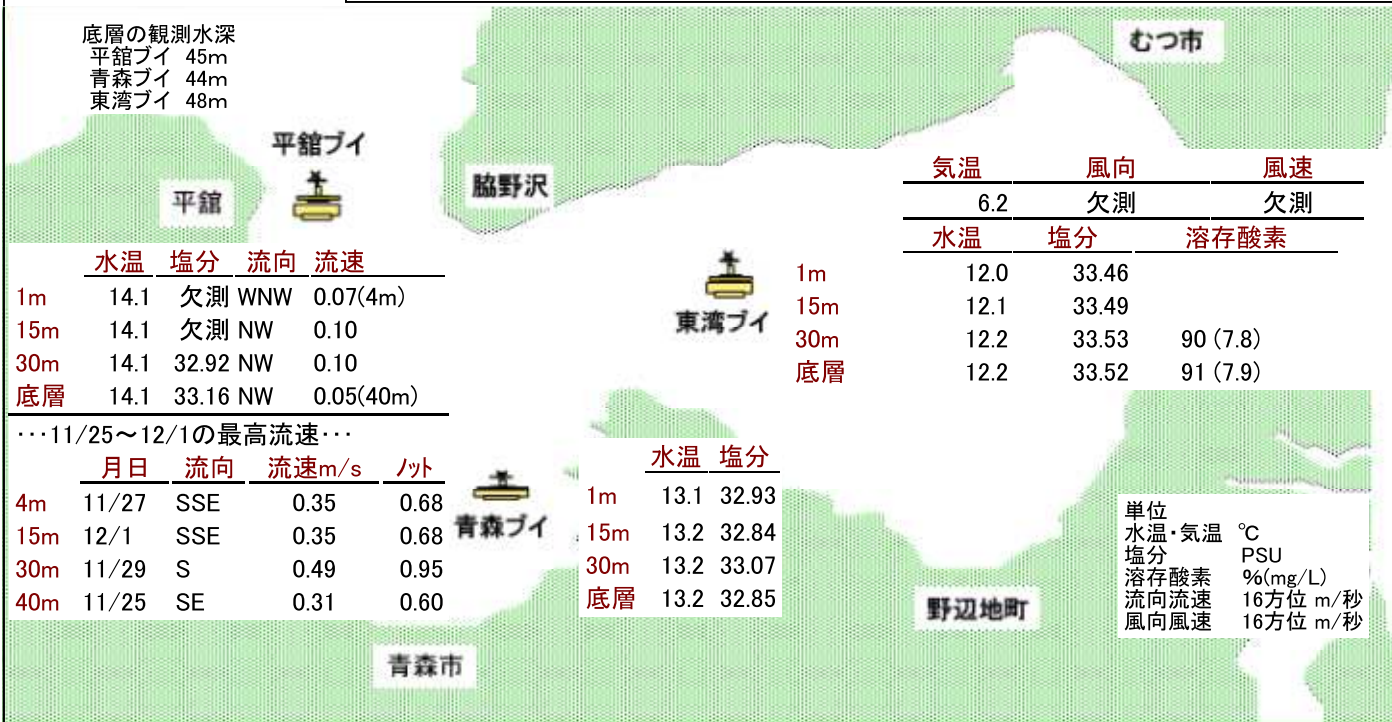 底層の観測水深
平舘ブイ 45m
青森ブイ 44m
東湾ブイ 48m
むつ市
平舘ブイ
平舘
脇野沢
気温 風向 風速
6.2 欠測 欠測
水温 塩分 溶存酸素
1m 12.0 33.46
15m 12.1 33.49
30m 12.2 33.53 90 (7.8)
底層 12.2 33.52 91 (7.9)
東湾ブイ
水温 塩分 流向 流速
1m 14.1 欠測 WNW 0.07(4m)
15m 14.1 欠測 NW 0.10
30m 14.1 32.92 NW 0.10
底層 14.1 33.16 NW 0.05(40m)
･･･11/25～12/1の最高流速･･･
月日 流向 流速m/s ﾉｯﾄ
4m 11/27 SSE 0.35 0.68
15m 12/1 SSE 0.35 0.68
30m 11/29 S 0.49 0.95
40m 11/25 SE 0.31 0.60
青森ブイ
水温 塩分
1m 13.1 32.93
15m 13.2 32.84
30m 13.2 33.07
底層 13.2 32.85
単位
水温・気温 ℃
塩分 PSU
溶存酸素 %(mg/L)
流向流速 16方位 m/秒
風向風速 16方位 m/秒
野辺地町
青森市